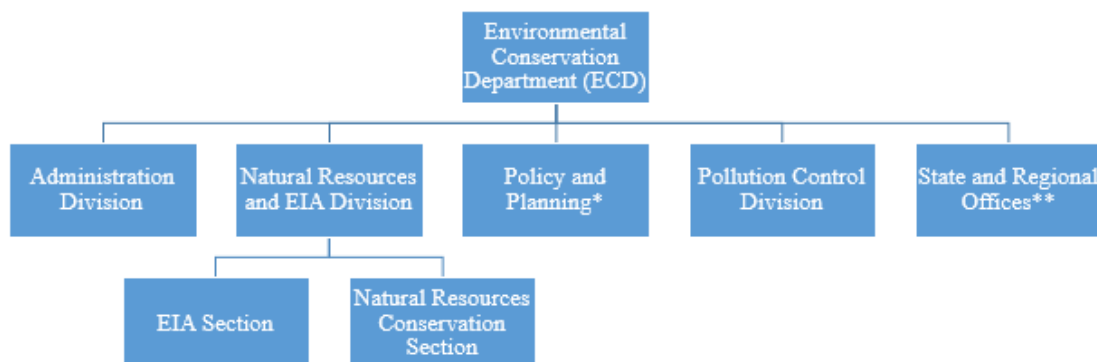 Environmental
Conservation
Department (ECD)
Administration
Division
Natural Resources
and EIA Division
Policy and
Planning*
Pollution Control
Division
State and Regional
Offices**
EIA Section
Natural Resources
Conservation
Section